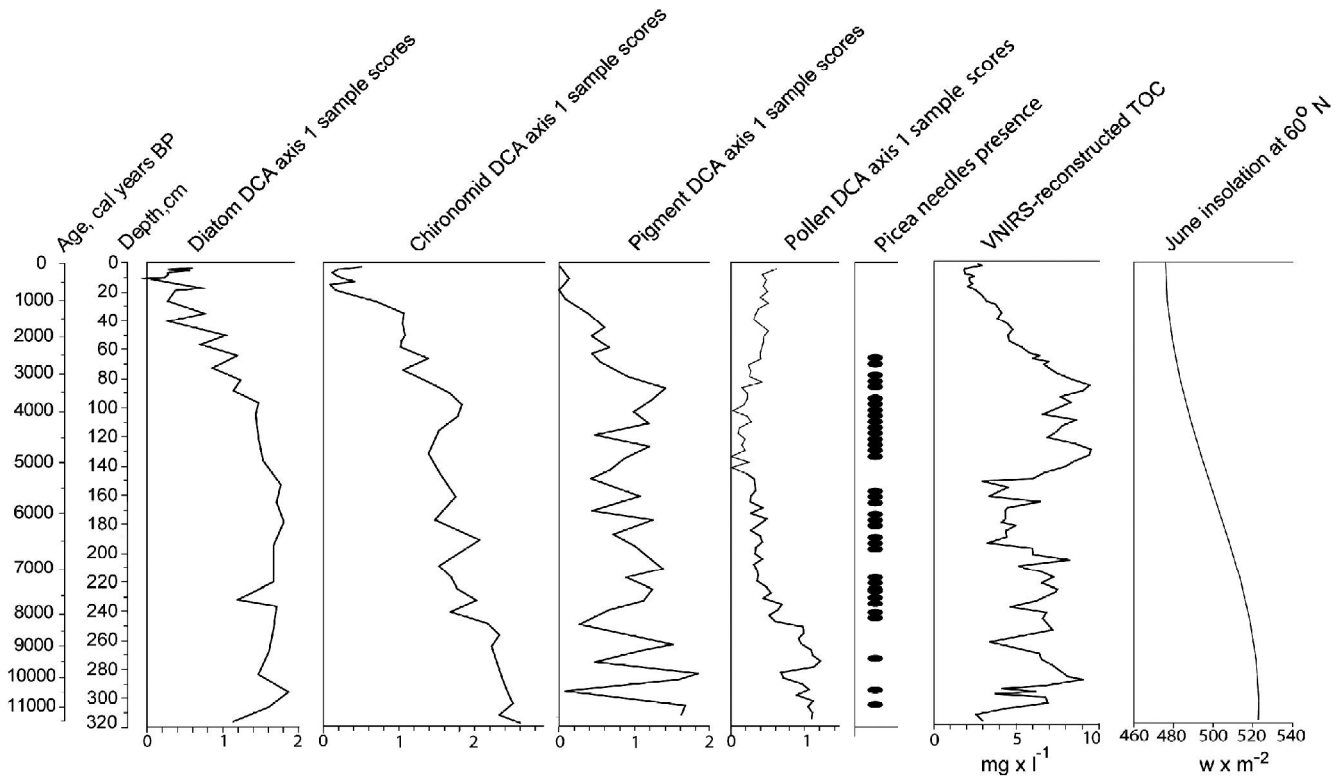 Age, cal years BP
Depth,cm
Diatom DCA axis 1 sample scores
Chironomid DCA axis 1 sample scores
Pigment DCA axis 1 sample scores
Pollen DCA axis 1 sample scores
Picea needles presence
VNIRS-reconstructed TOC
June insolation at 60° N
0
1000
2000
3000
4000
5000
6000
7000
8000
9000
10000
11000
0
20
40
60
80
100
120
140
160
180
200
220
240
260
280
300
320
0 1 2
0 1 2
0 1 2
0 1
0 5 10
mg x l⁻¹
460 480 500 520 540
w x m⁻²